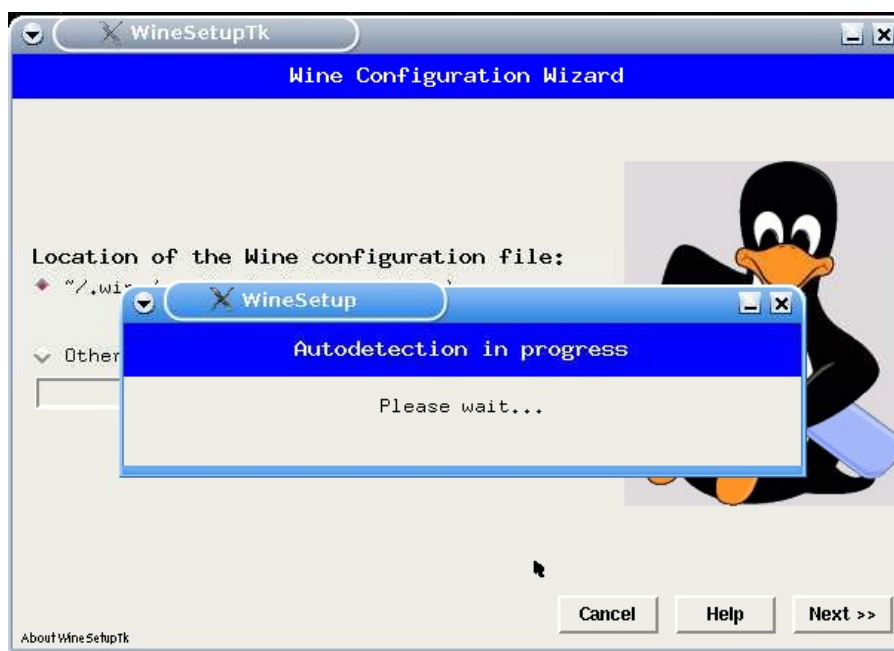 WineSetupTk
Wine Configuration Wizard
Location of the Wine configuration file:
WineSetup
Autodetection in progress
Other
Please wait...
Cancel
Help
Next >>
About WineSetupTk